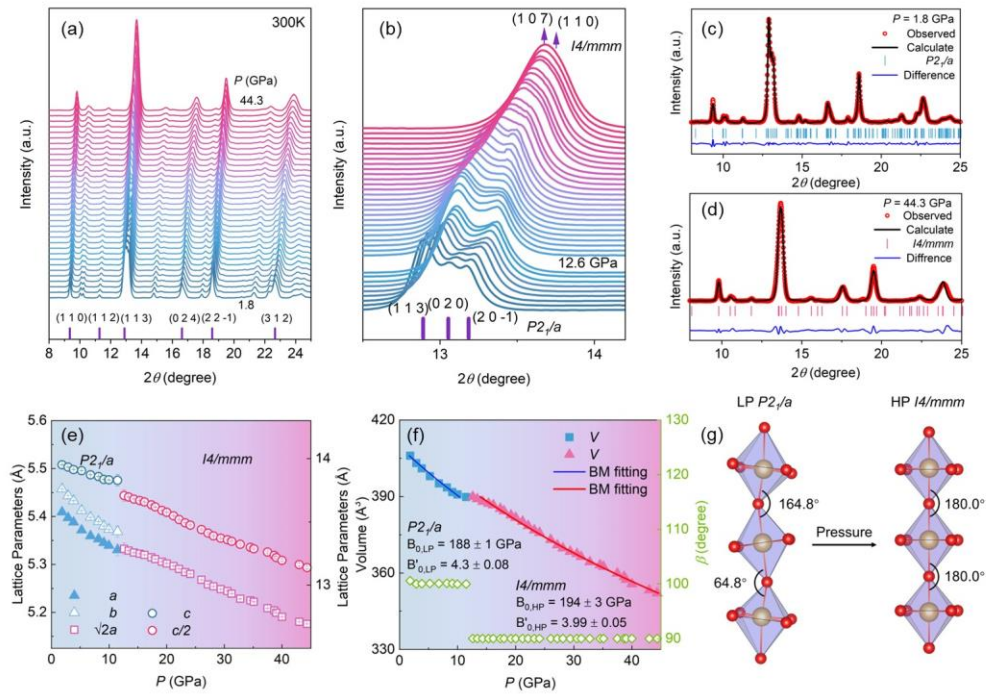 (a)
300K
P (GPa)
44.3
1.8
(1 1 0)
(1 1 2)
(1 1 3)
(0 2 4)
(2 2 -1)
(3 1 2)
Intensity (a.u.)
8 10 12 14 16 18 20 22 24
2θ (degree)
(b)
(1 0 7)
(1 1 0)
I4/mmm
12.6 GPa
(1 1 3)
(0 2 0)
(2 0 -1)
P2₁/a
Intensity (a.u.)
13 14
2θ (degree)
(c)
P = 1.8 GPa
Observed
Calculate
P2₁/a
Difference
Intensity (a.u.)
10 15 20 25
2θ (degree)
(d)
P = 44.3 GPa
Observed
Calculate
I4/mmm
Diffrence
Intensity (a.u.)
10 15 20 25
2θ (degree)
(e)
P2₁/a
I4/mmm
Lattice Parameters (Å)
5.6
5.5
5.4
5.3
5.2
a
b
√2a
c
c/2
0 10 20 30 40
P (GPa)
14
13
Lattice Parameters (Å)
(f)
V
V
BM fitting
BM fitting
Volume (Å³)
420
390
360
330
P2₁/a
B₀,LP = 188 ± 1 GPa
B'₀,LP = 4.3 ± 0.08
I4/mmm
B₀,HP = 194 ± 3 GPa
B'₀,HP = 3.99 ± 0.05
0 10 20 30 40
P (GPa)
130
120
110
100
90
β (degree)
(g)
LP P2₁/a
HP I4/mmm
164.8°
64.8°
Pressure
180.0°
180.0°